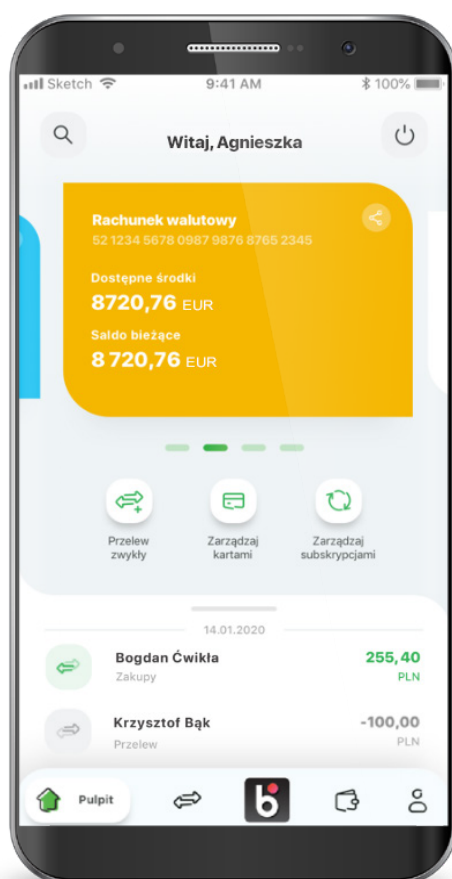 Sketch 9:41 AM 100%
Witaj, Agnieszka
Rachunek walutowy
52 1234 5678 0987 9876 8765 2345
Dostępne środki
8720,76 EUR
Saldo bieżące
8 720,76 EUR
Przelew
zwykły
Zarządzaj
kartami
Zarządzaj
subskrypcjami
14.01.2020
Bogdan Ćwikła 255,40
Zakupy PLN
Krzysztof Bąk -100,00
Przelew PLN
Pulpit b